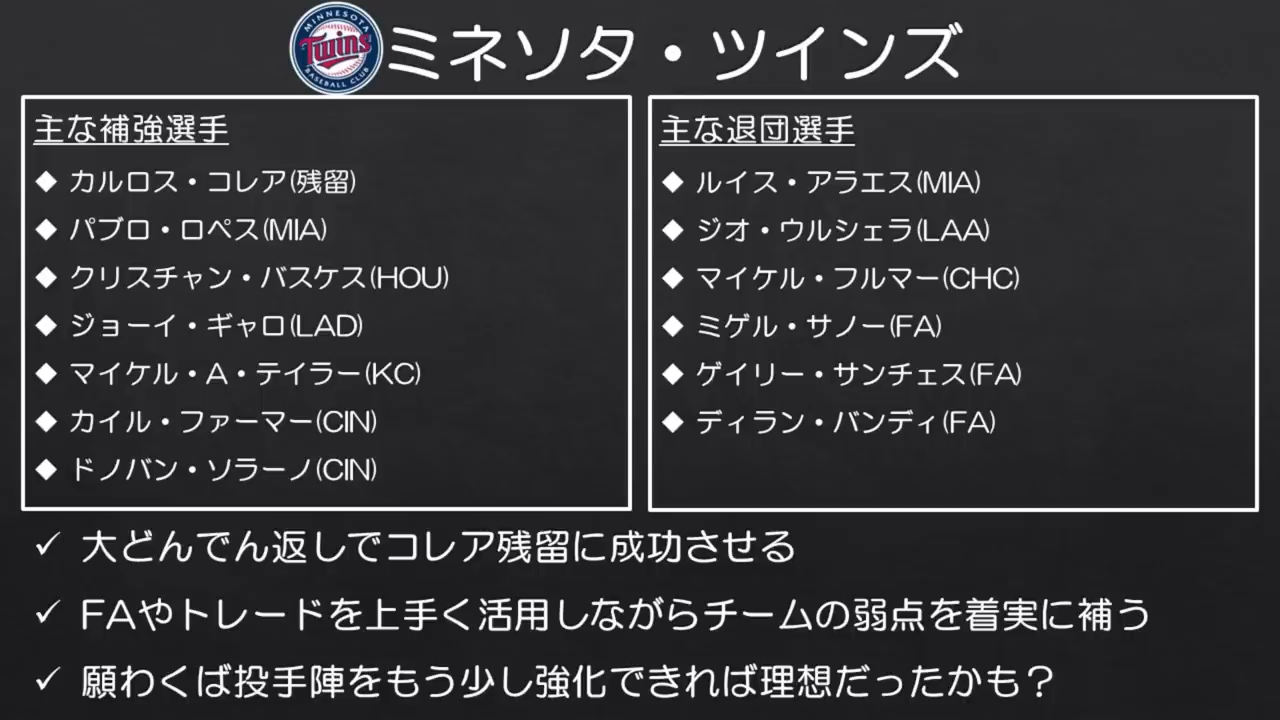 MINNESOTA
Twins
BASEBALL CLUB
ミネソタ・ツインズ
主な補強選手
◆ カルロス・コレア(残留)
◆ パブロ・ロペス(MIA)
◆ クリスチャン・バスケス(HOU)
◆ ジョーイ・ギャロ(LAD)
◆ マイケル・A・テイラー(KC)
◆ カイル・ファーマー(CIN)
◆ ドノバン・ソラーノ(CIN)
主な退団選手
◆ ルイス・アラエス(MIA)
◆ ジオ・ウルシェラ(LAA)
◆ マイケル・フルマー(CHC)
◆ ミゲル・サノー(FA)
◆ ゲイリー・サンチェス(FA)
◆ ディラン・バンディ(FA)
✓ 大どんでん返しでコレア残留に成功させる
✓ FAやトレードを上手く活用しながらチームの弱点を着実に補う
✓ 願わくば投手陣をもう少し強化できれば理想だったかも？